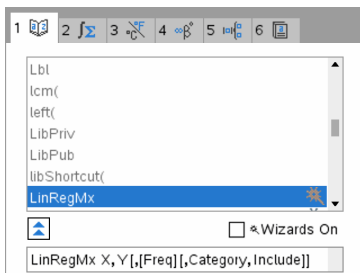 1 2 ∫Σ 3 °℃°F 4 ∞β° 5 6
Lbl
lcm(
left(
LibPriv
LibPub
libShortcut(
LinRegMx
Wizards On
LinRegMx X,Y[,[Freq][,Category,Include]]